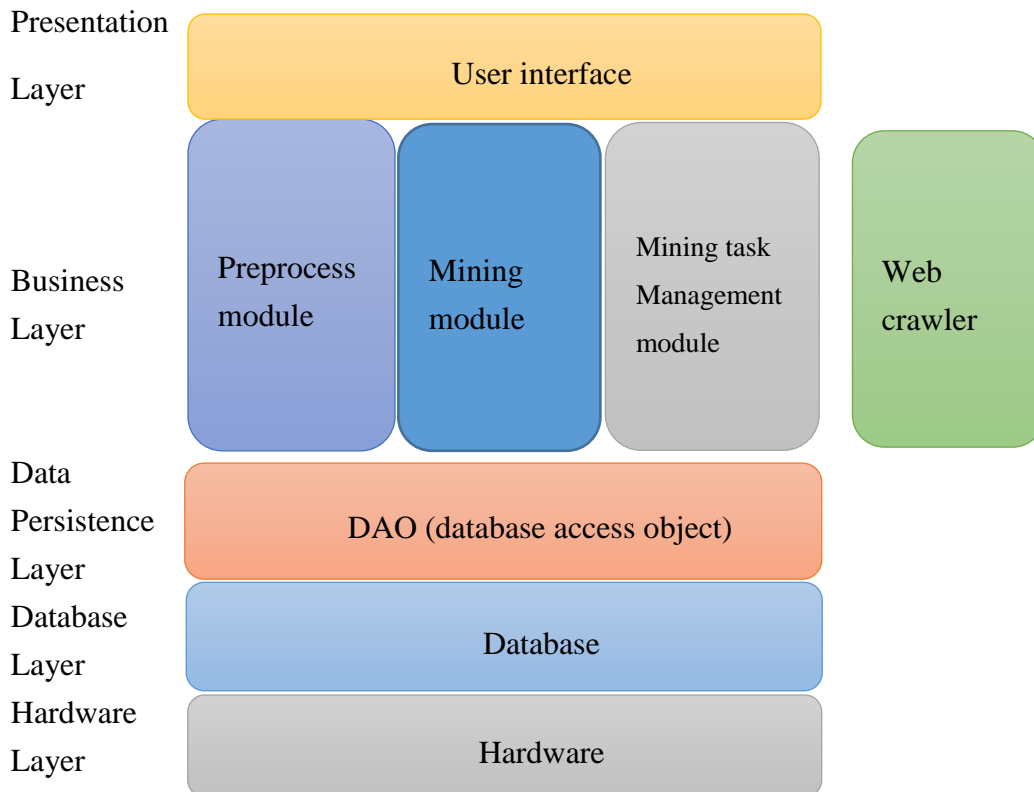 Presentation
Layer
User interface
Business
Layer
Preprocess
module
Mining
module
Mining task
Management
module
Web
crawler
Data
Persistence
Layer
DAO (database access object)
Database
Layer
Database
Hardware
Layer
Hardware